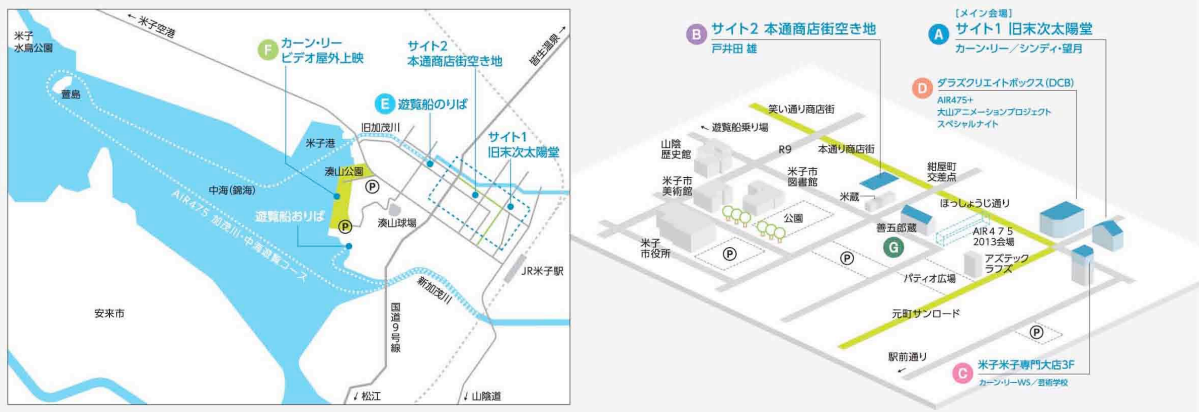 ← 米子空港
米子
水鳥公園
萱島
F
カーン・リー
ビデオ屋外上映
サイト2
本通商店街空き地
皆生温泉→
E 遊覧船のりば
旧加茂川
サイト1
旧末次太陽堂
米子港
湊山公園
P
中海(錦海)
AIR475 加茂川・中海遊覧コース
遊覧船おりば
P
湊山球場
JR米子駅
新加茂川
安来市
国道9号線
↙松江
↙山陰道
B サイト2 本通商店街空き地
戸井田 雄
[メイン会場]
A サイト1 旧末次太陽堂
カーン・リー／シンディ・望月
D ダラズクリエイトボックス(DCB)
AIR475+
大山アニメーションプロジェクト
スペシャルナイト
笑い通り商店街
← 遊覧船乗り場
R9
本通り商店街
山陰
歴史館
米子市
美術館
米子市
図書館
紺屋町
交差点
米蔵
ほっしょうじ通り
公園
善五郎蔵
G
AIR475
2013会場
米子
市役所
P
P
アズテック
ラフズ
パティオ広場
元町サンロード
P
駅前通り
↙
C 米子米子専門大店3F
カーン・リーWS／芸術学校